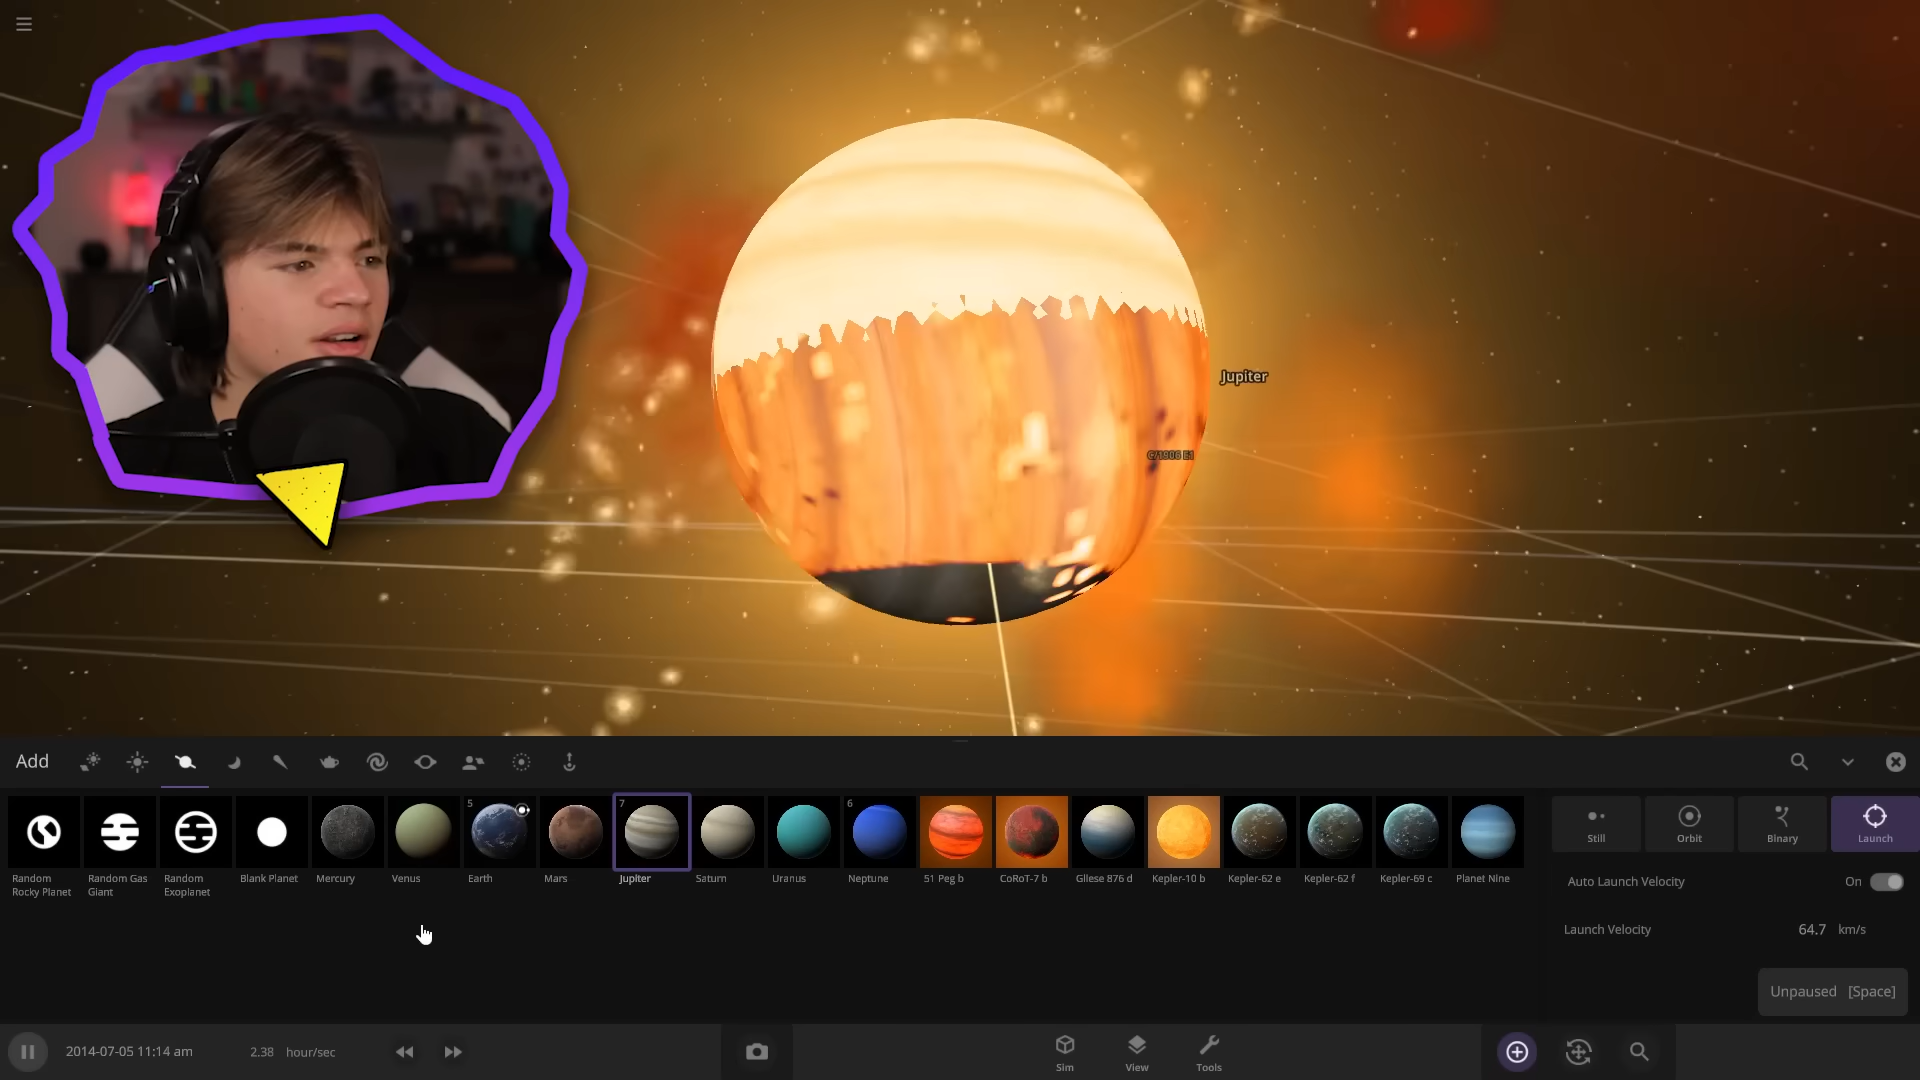 Jupiter
C/1906 E1
Add
5
7
6
Random Rocky Planet
Random Gas Giant
Random Exoplanet
Blank Planet
Mercury
Venus
Earth
Mars
Jupiter
Saturn
Uranus
Neptune
51 Peg b
CoRoT-7 b
Gliese 876 d
Kepler-10 b
Kepler-62 e
Kepler-62 f
Kepler-69 c
Planet Nine
Still
Orbit
Binary
Launch
Auto Launch Velocity On
Launch Velocity 64.7 km/s
Unpaused [Space]
2014-07-05 11:14 am 2.38 hour/sec
Sim
View
Tools